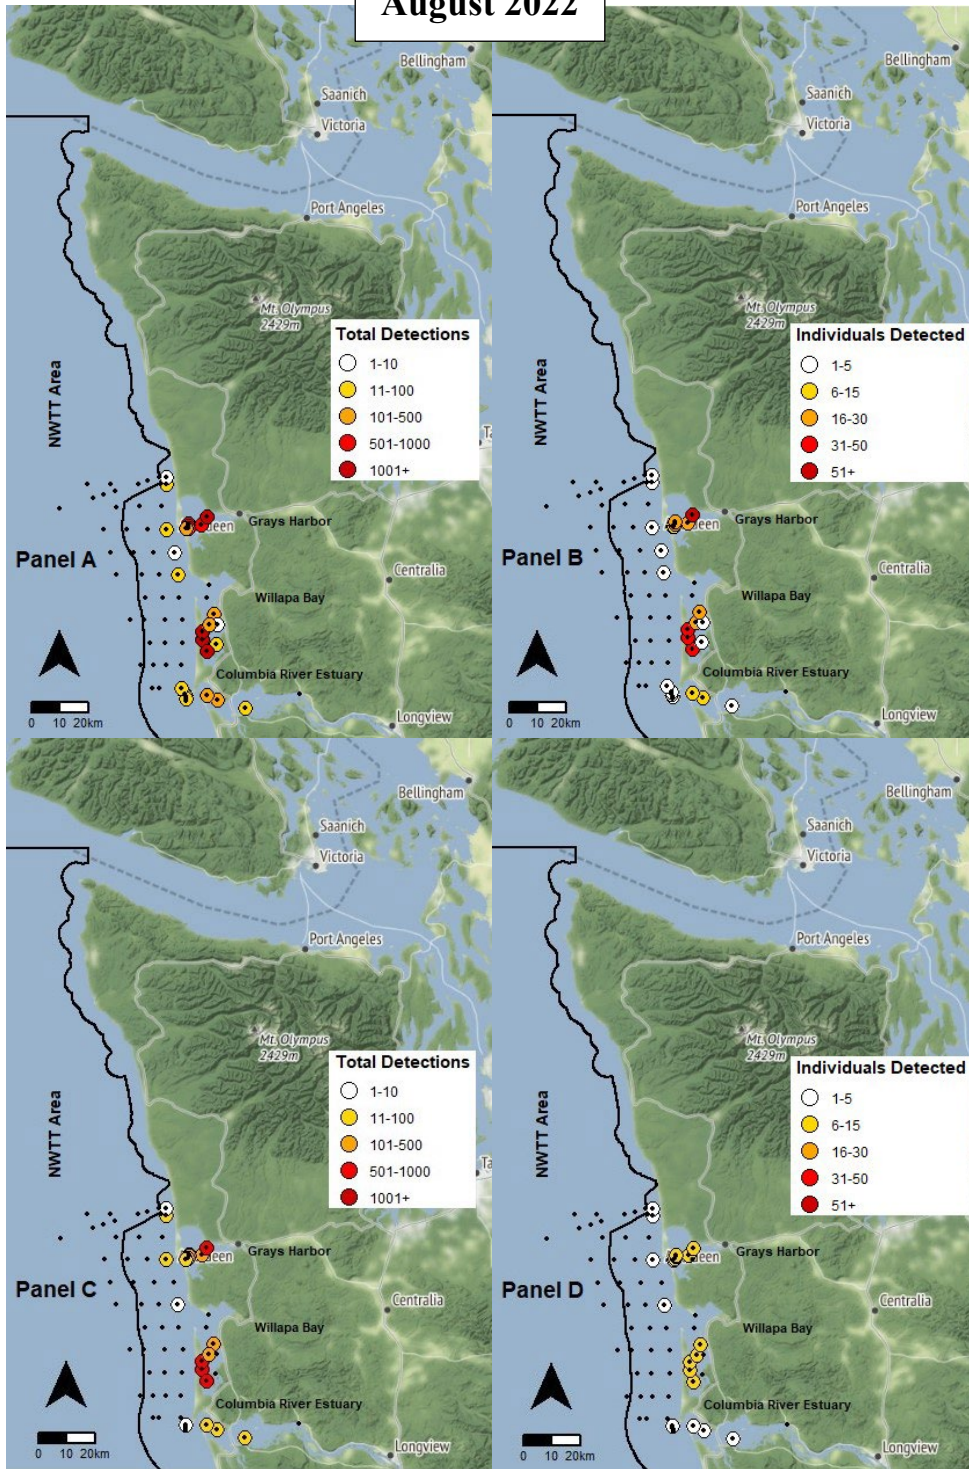 August 2022
Bellingham
Saanich
Victoria
Port Angeles
Mt. Olympus
2429m
Total Detections
1-10
11-100
101-500
501-1000
1001+
NWTT Area
Ta
Grays Harbor
een
Panel A
Centralia
Willapa Bay
Columbia River Estuary
0 10 20km
Longview
Bellingham
Saanich
Victoria
Port Angeles
Mt. Olympus
2429m
Individuals Detected
1-5
6-15
16-30
31-50
51+
NWTT Area
Grays Harbor
een
Panel B
Centralia
Willapa Bay
Columbia River Estuary
0 10 20km
Longview
Bellingham
Saanich
Victoria
Port Angeles
Mt. Olympus
2429m
Total Detections
1-10
11-100
101-500
501-1000
1001+
NWTT Area
Ta
Grays Harbor
een
Panel C
Centralia
Willapa Bay
Columbia River Estuary
0 10 20km
Longview
Bellingham
Saanich
Victoria
Port Angeles
Mt. Olympus
2429m
Individuals Detected
1-5
6-15
16-30
31-50
51+
NWTT Area
Grays Harbor
een
Panel D
Centralia
Willapa Bay
Columbia River Estuary
0 10 20km
Longview